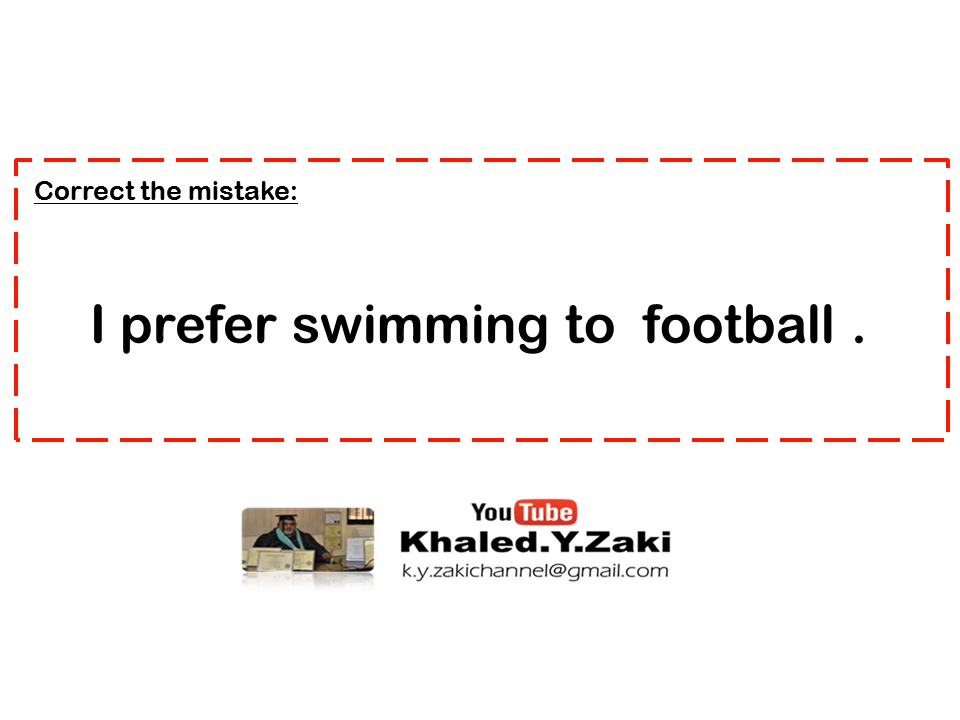 Correct the mistake:
I prefer swimming to football .
YouTube
Khaled.Y.Zaki
k.y.zakichannel@gmail.com